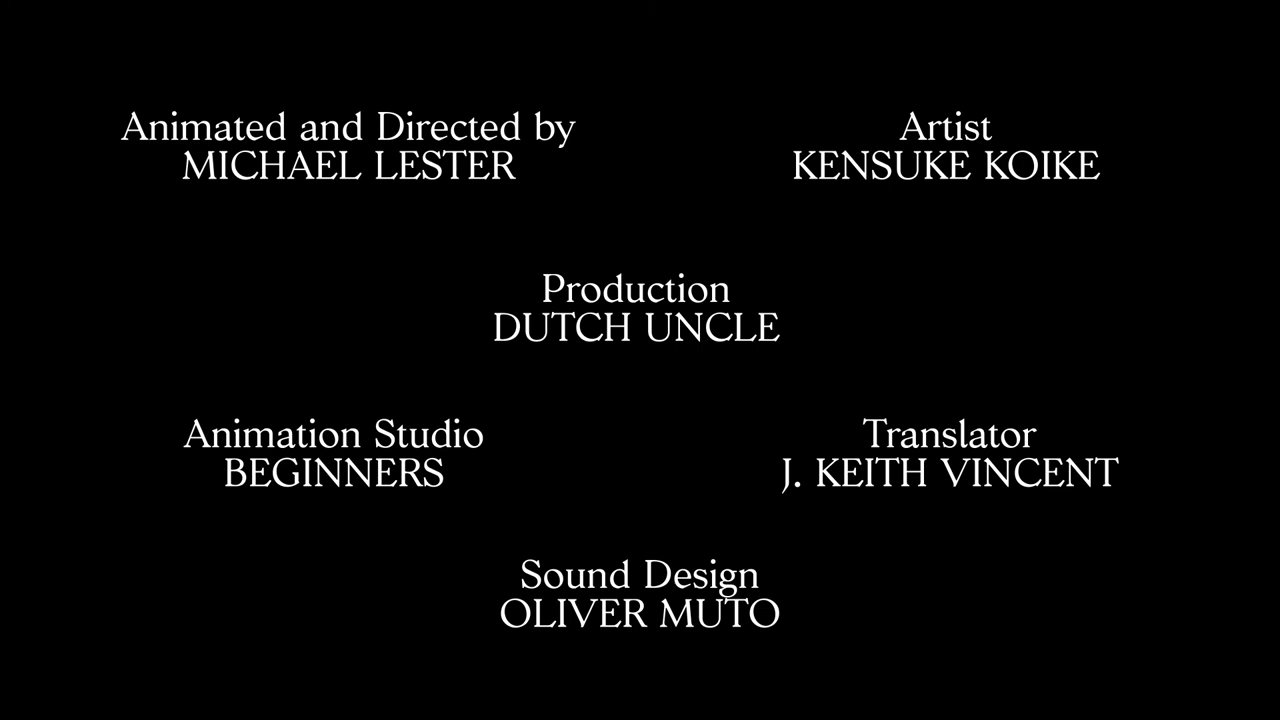 Animated and Directed by
MICHAEL LESTER
Artist
KENSUKE KOIKE
Production
DUTCH UNCLE
Animation Studio
BEGINNERS
Translator
J. KEITH VINCENT
Sound Design
OLIVER MUTO